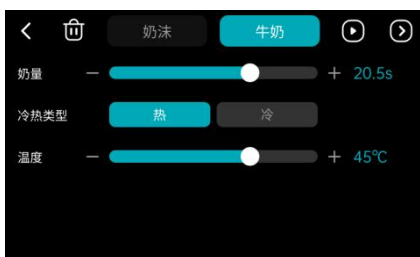 奶沫 牛奶
奶量 − + 20.5s
冷热类型 热 冷
温度 − + 45℃